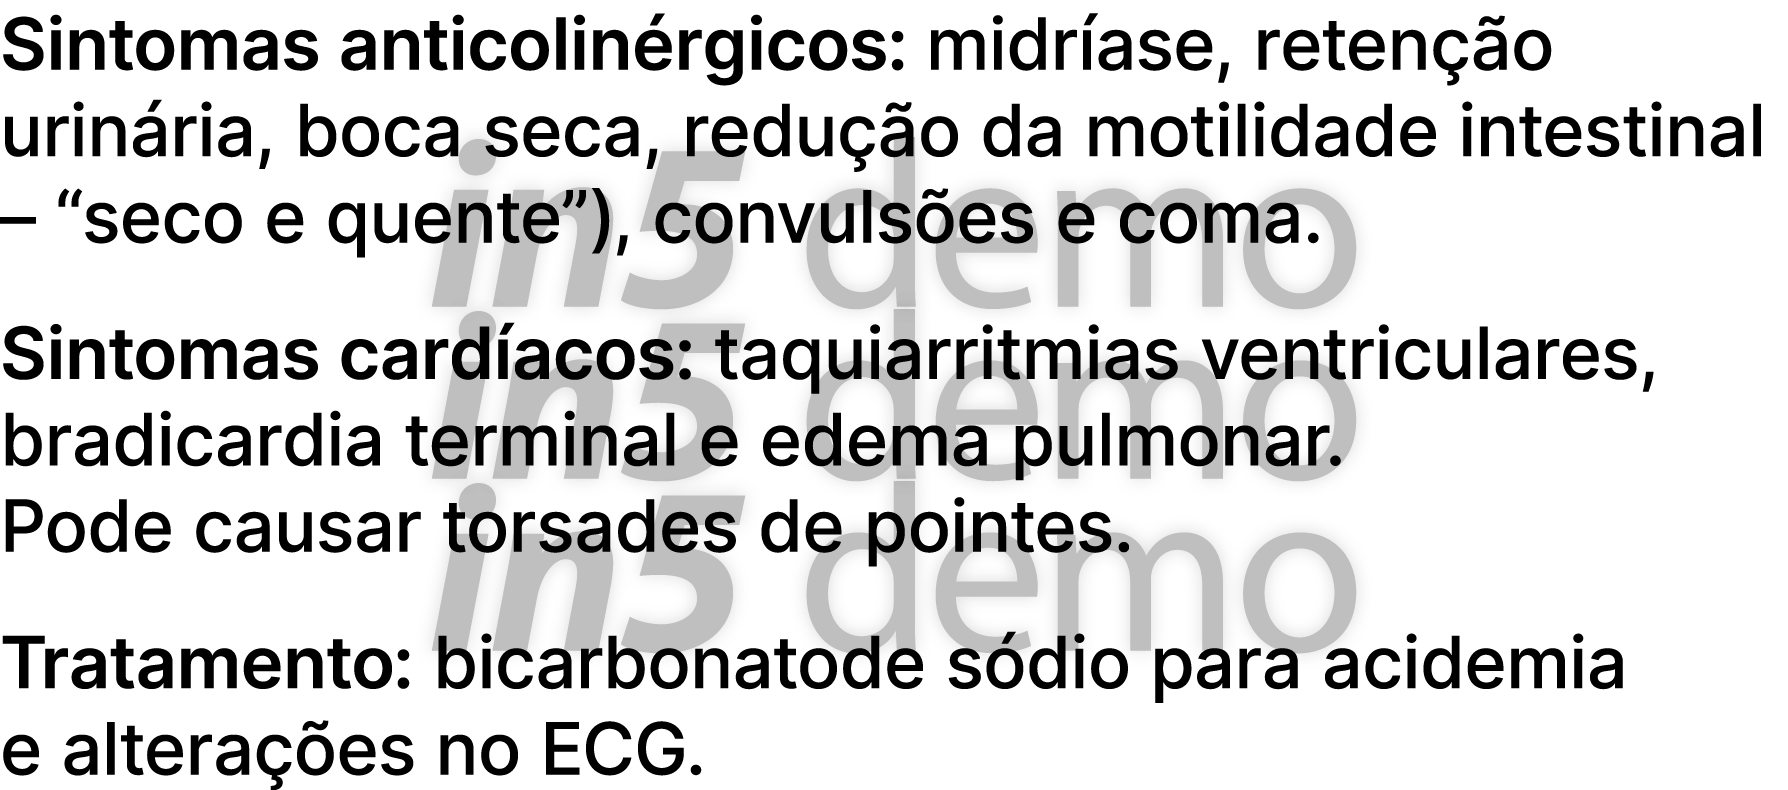 Sintomas anticolinérgicos: midríase, retenção
urinária, boca seca, redução da motilidade intestinal
– “seco e quente”), convulsões e coma.
Sintomas cardíacos: taquiarritmias ventriculares,
bradicardia terminal e edema pulmonar.
Pode causar torsades de pointes.
Tratamento: bicarbonatode sódio para acidemia
e alterações no ECG.
in5 demo
in5 demo
in5 demo